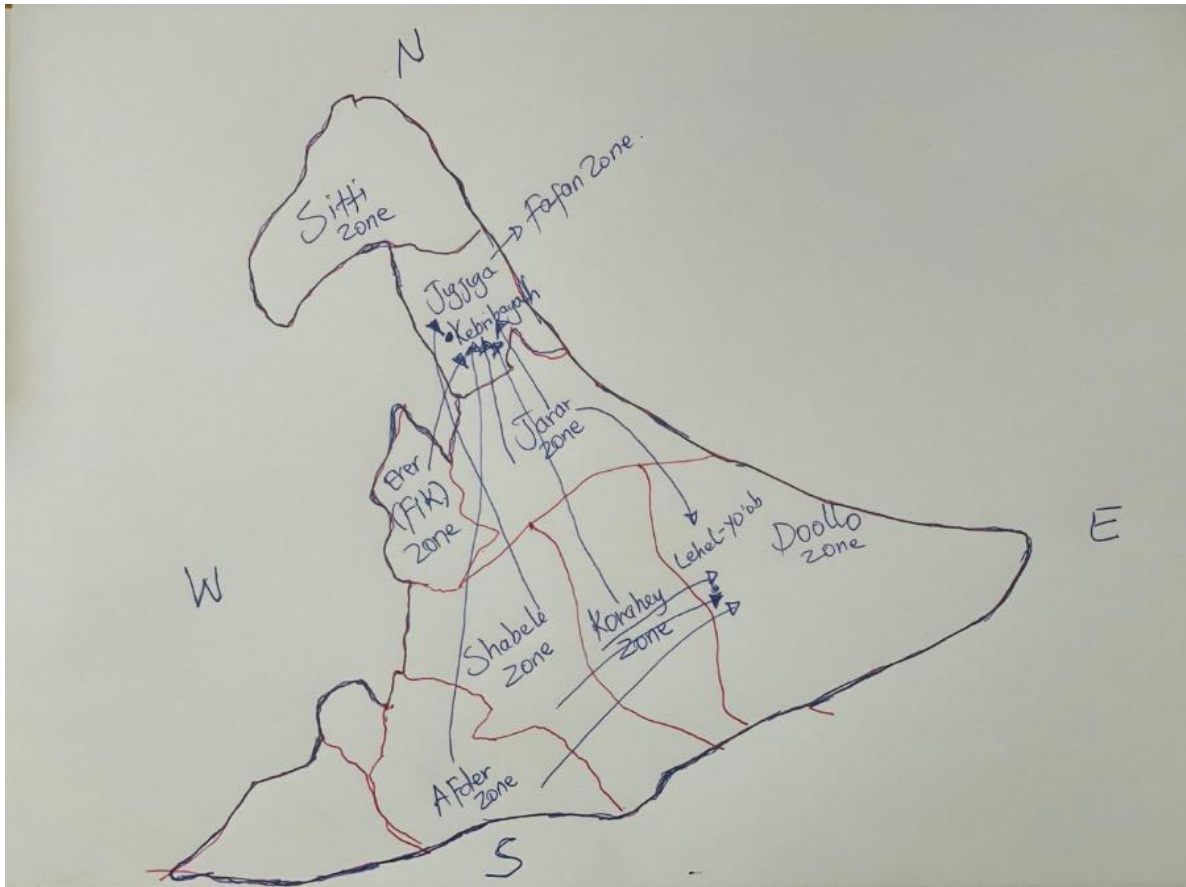 N
Sitti
zone
Fafan Zone.
Jigjiga
Kebribayah
Jarar
zone
Erer
(FIK)
zone
Lehel-yo'ob
Doollo
zone
E
W
Shabele
zone
Korahey
zone
Afder
zone
S